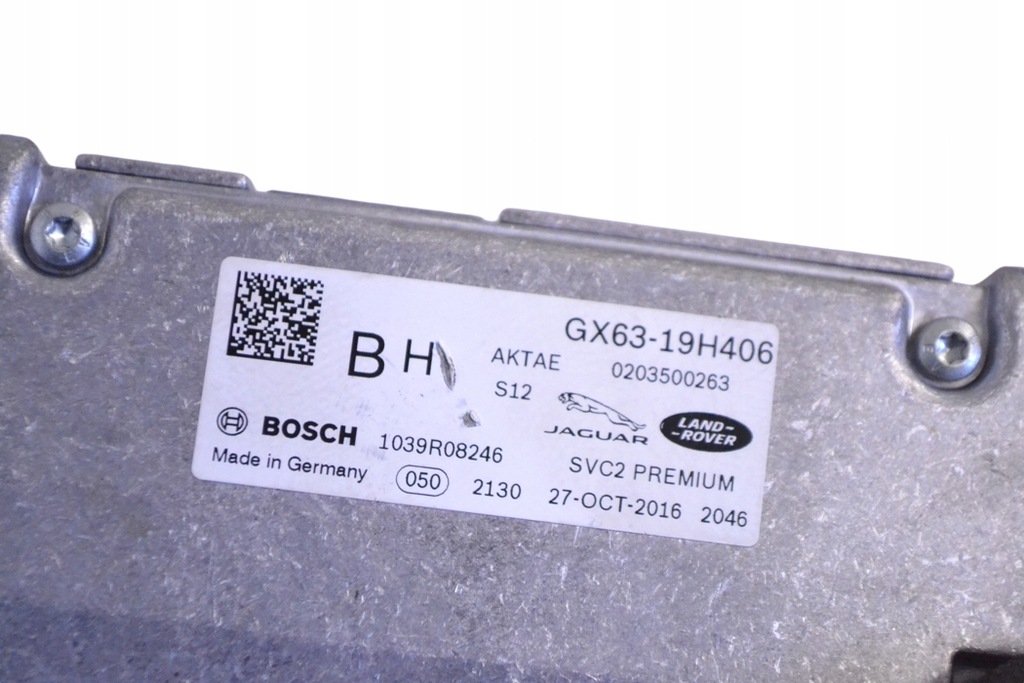 GX63-19H406
B H
AKTAE
0203500263
S12
JAGUAR
LAND-
-ROVER
BOSCH
1039R08246
SVC2 PREMIUM
Made in Germany
050
2130
27-OCT-2016
2046